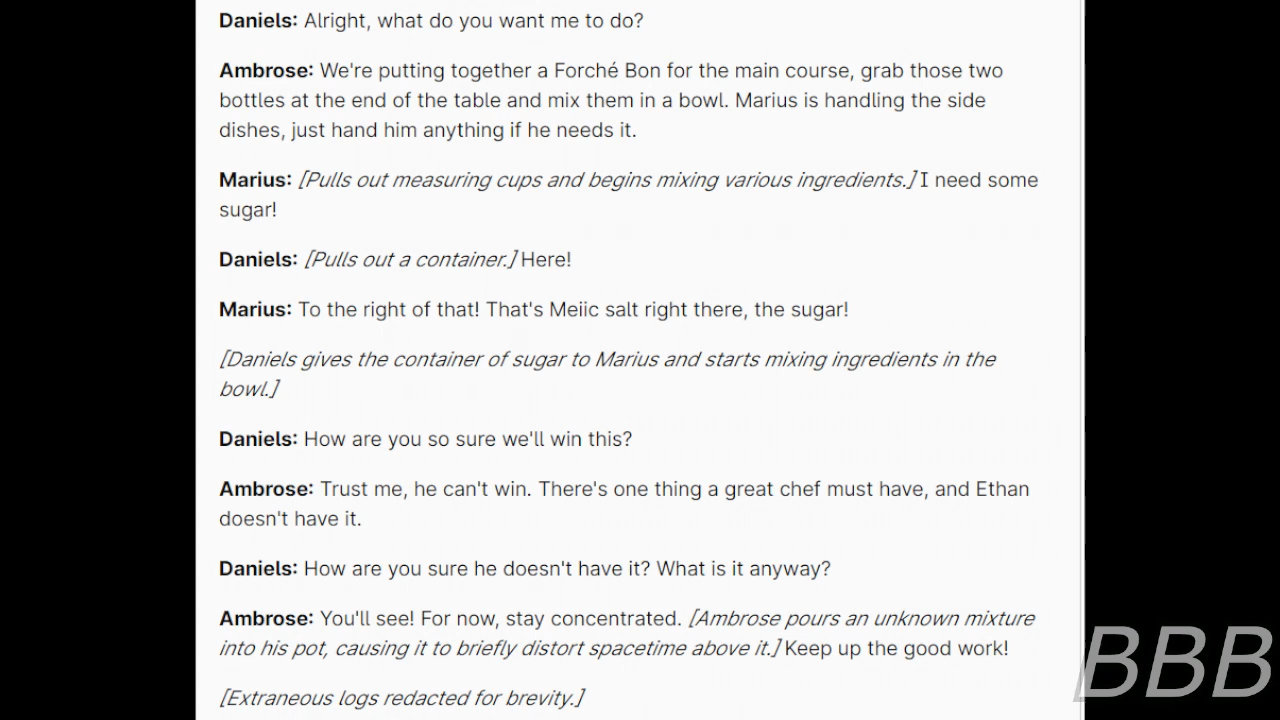 Daniels: Alright, what do you want me to do?
Ambrose: We're putting together a Forché Bon for the main course, grab those two
bottles at the end of the table and mix them in a bowl. Marius is handling the side
dishes, just hand him anything if he needs it.
Marius: [Pulls out measuring cups and begins mixing various ingredients.] I need some
sugar!
Daniels: [Pulls out a container.] Here!
Marius: To the right of that! That's Meiic salt right there, the sugar!
[Daniels gives the container of sugar to Marius and starts mixing ingredients in the
bowl.]
Daniels: How are you so sure we'll win this?
Ambrose: Trust me, he can't win. There's one thing a great chef must have, and Ethan
doesn't have it.
Daniels: How are you sure he doesn't have it? What is it anyway?
Ambrose: You'll see! For now, stay concentrated. [Ambrose pours an unknown mixture
into his pot, causing it to briefly distort spacetime above it.] Keep up the good work!
[Extraneous logs redacted for brevity.]
BBB